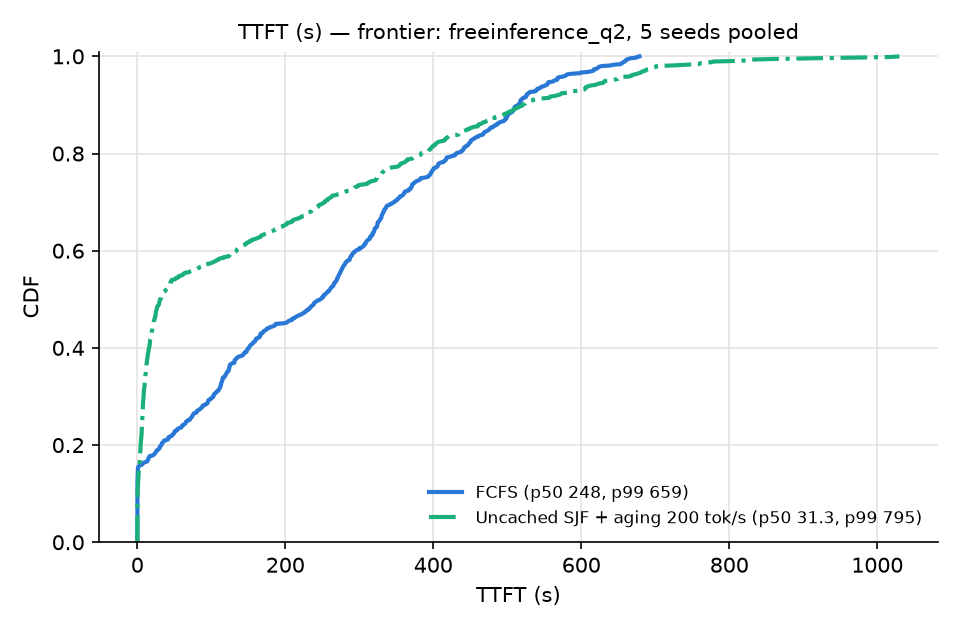 TTFT (s) — frontier: freeinference_q2, 5 seeds pooled
1.0
0.8
0.6
0.4
0.2
0.0
CDF
FCFS (p50 248, p99 659)
Uncached SJF + aging 200 tok/s (p50 31.3, p99 795)
0 200 400 600 800 1000
TTFT (s)